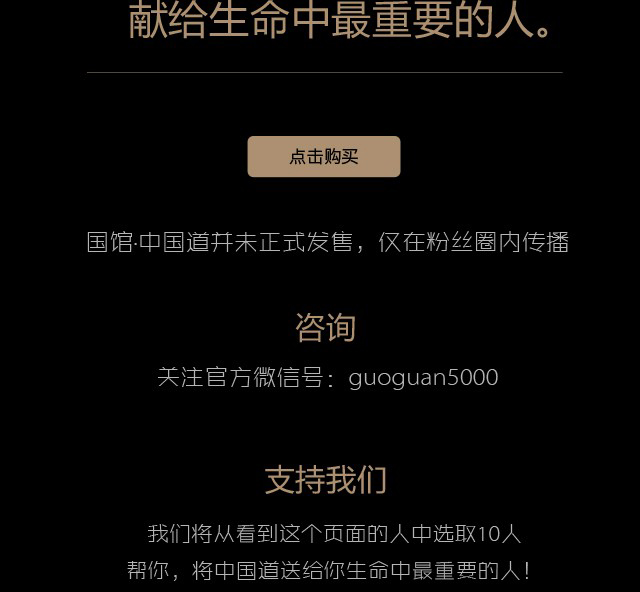 献给生命中最重要的人。
点击购买
国馆·中国道并未正式发售，仅在粉丝圈内传播
咨询
关注官方微信号：guoguan5000
支持我们
我们将从看到这个页面的人中选取10人
帮你，将中国道送给你生命中最重要的人！